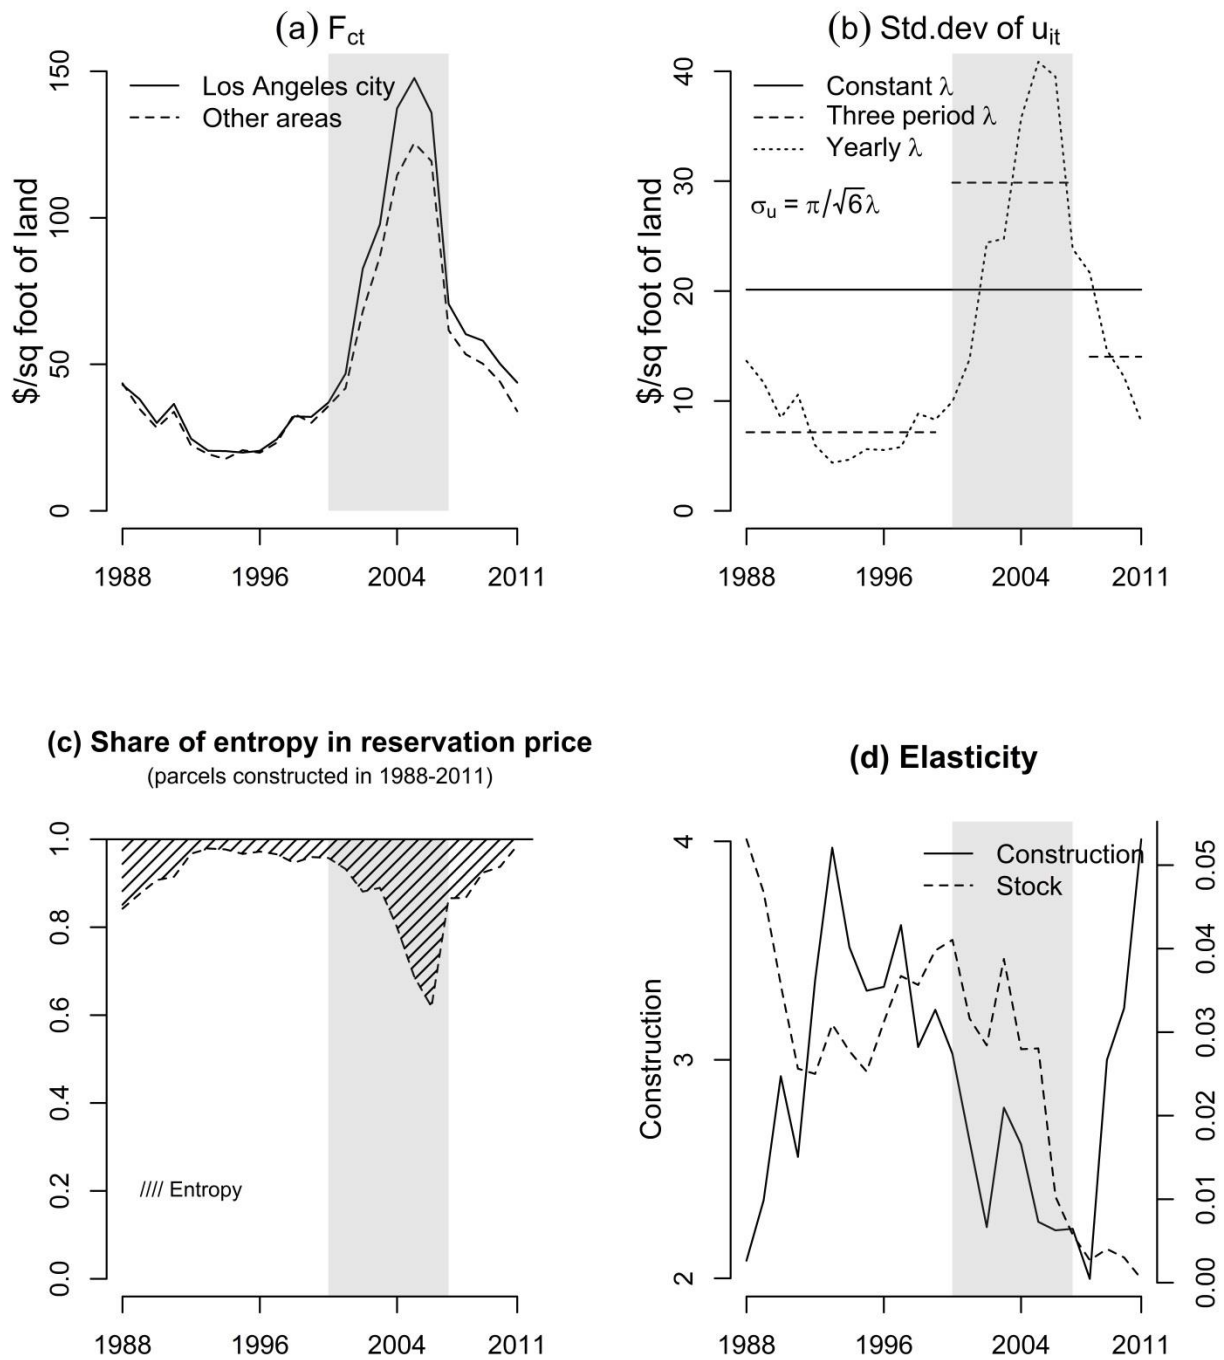 (a) Fct
150
100
50
0
$/sq foot of land
Los Angeles city
Other areas
1988
1996
2004
2011
(b) Std.dev of uit
40
30
20
10
0
$/sq foot of land
Constant λ
Three period λ
Yearly λ
σu = π/√6λ
1988
1996
2004
2011
(c) Share of entropy in reservation price
(parcels constructed in 1988-2011)
1.0
0.8
0.6
0.4
0.2
0.0
//// Entropy
1988
1996
2004
2011
(d) Elasticity
4
3
2
Construction
Construction
Stock
0.05
0.04
0.03
0.02
0.01
0.00
1988
1996
2004
2011